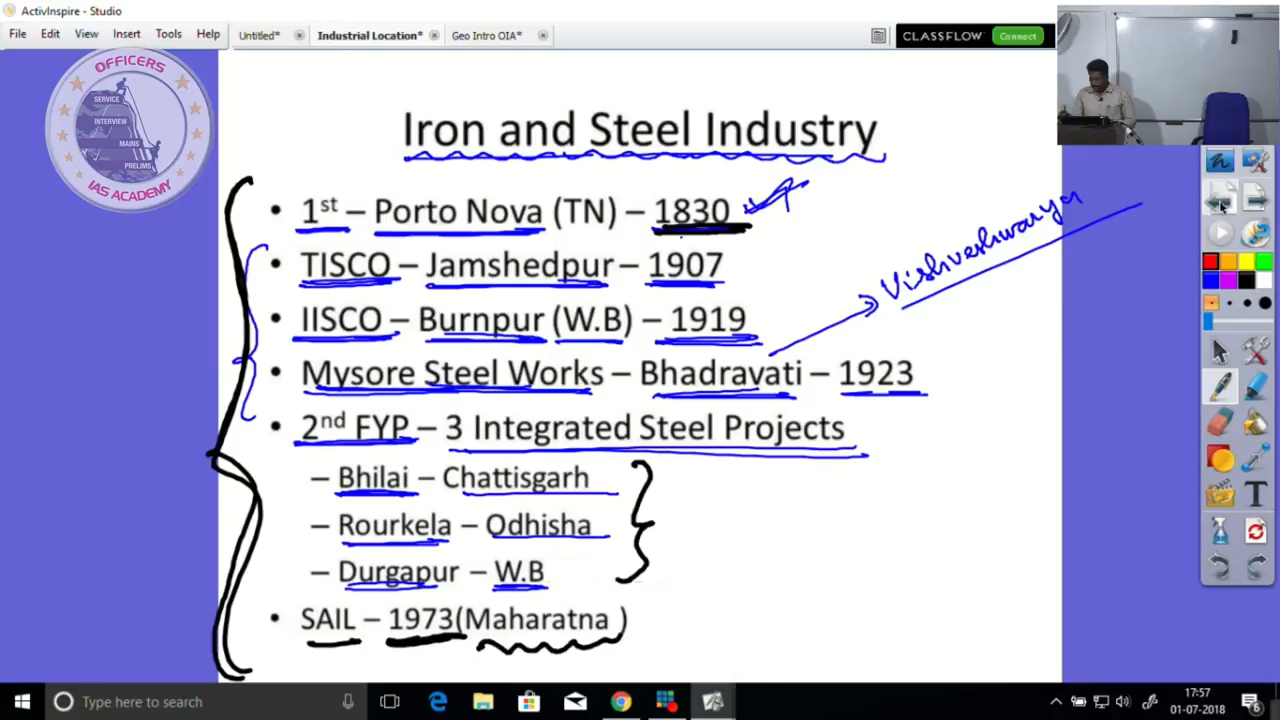 ActivInspire - Studio
File Edit View Insert Tools Help
Untitled* Industrial Location* Geo Intro OIA*
CLASSFLOW Connect
OFFICERS
SERVICE
INTERVIEW
MAINS
PRELIMS
IAS ACADEMY
Iron and Steel Industry
• 1st – Porto Nova (TN) – 1830
• TISCO – Jamshedpur – 1907
• IISCO – Burnpur (W.B) – 1919
• Mysore Steel Works – Bhadravati – 1923
Vishveshwarya
• 2nd FYP – 3 Integrated Steel Projects
– Bhilai – Chattisgarh
– Rourkela – Odhisha
– Durgapur – W.B
• SAIL – 1973(Maharatna )
T
Type here to search
17:57
01-07-2018
6